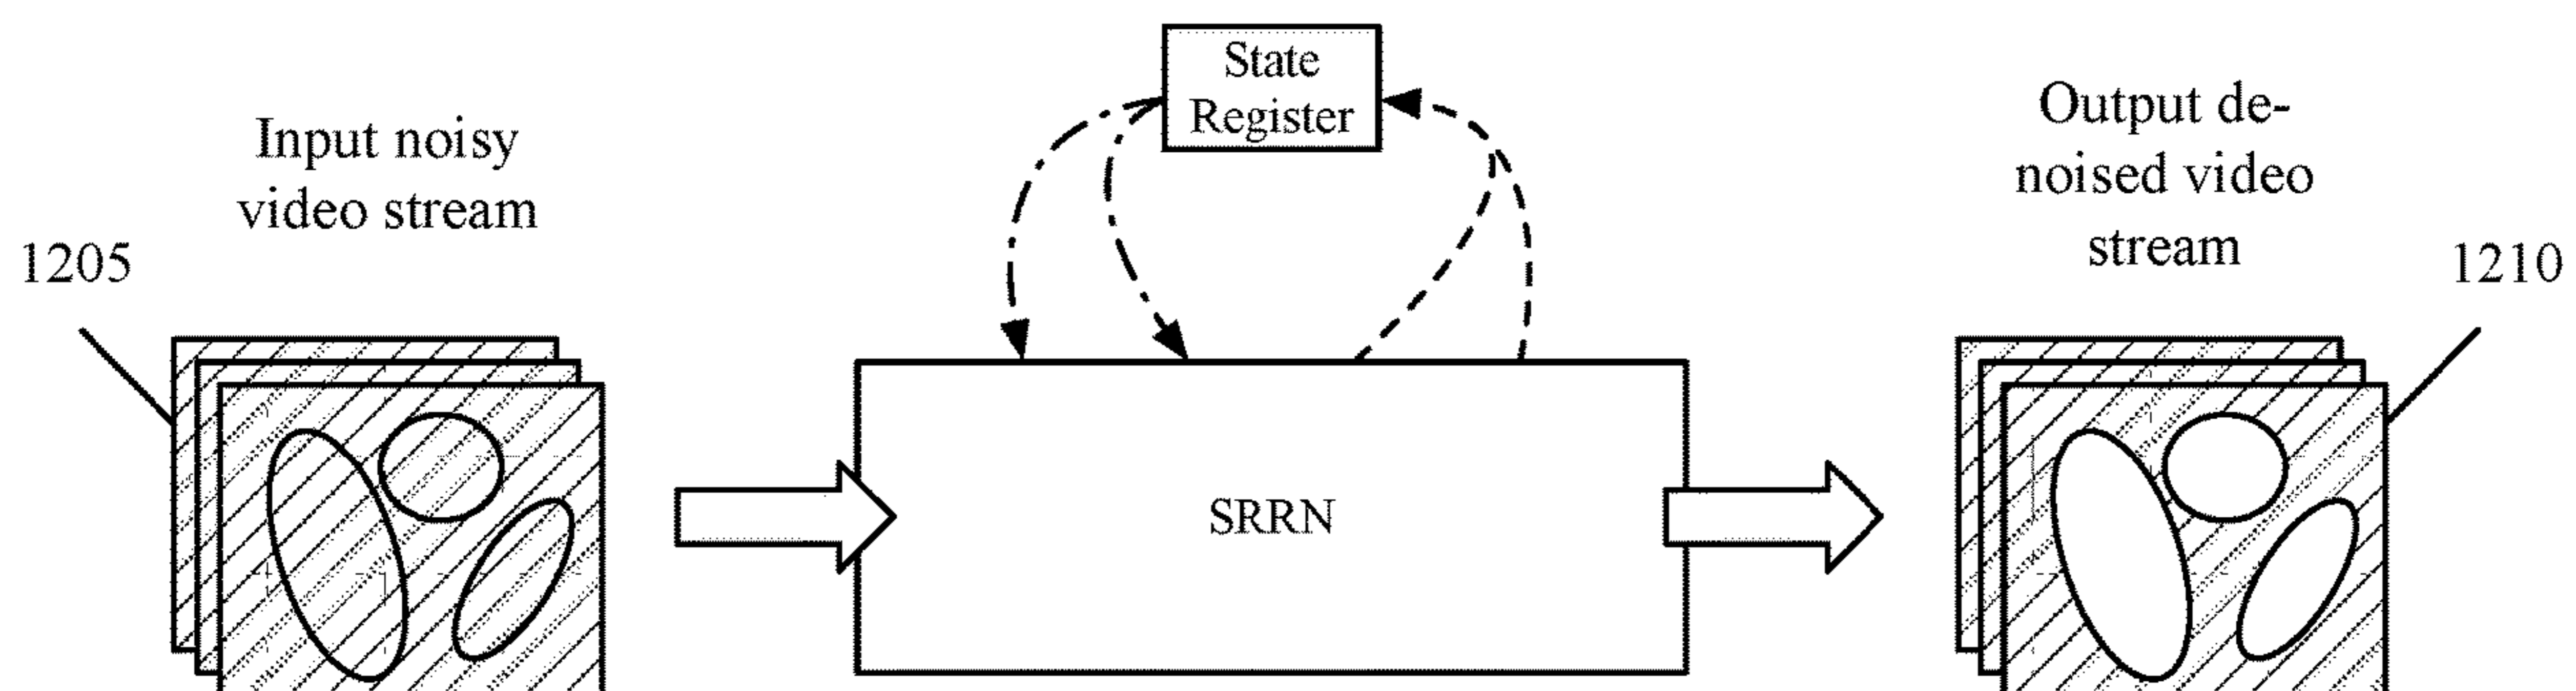 State
Register
Input noisy
video stream
Output de-
noised video
stream
1205
1210
SRRN